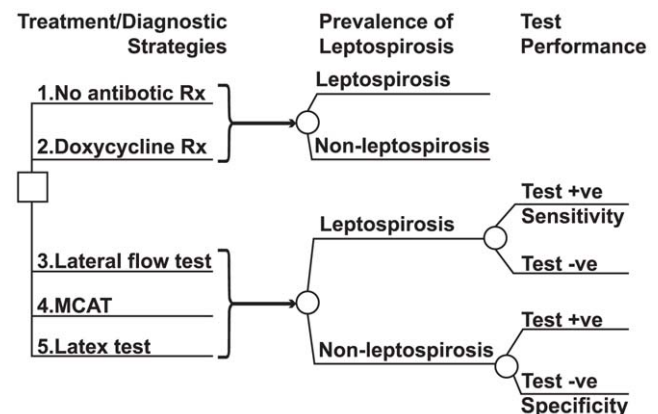 Treatment/Diagnostic
Strategies
Prevalence of
Leptospirosis
Test
Performance
1.No antibotic Rx
2.Doxycycline Rx
Leptospirosis
Non-leptospirosis
3.Lateral flow test
4.MCAT
5.Latex test
Leptospirosis
Non-leptospirosis
Test +ve
Sensitivity
Test -ve
Test +ve
Test -ve
Specificity